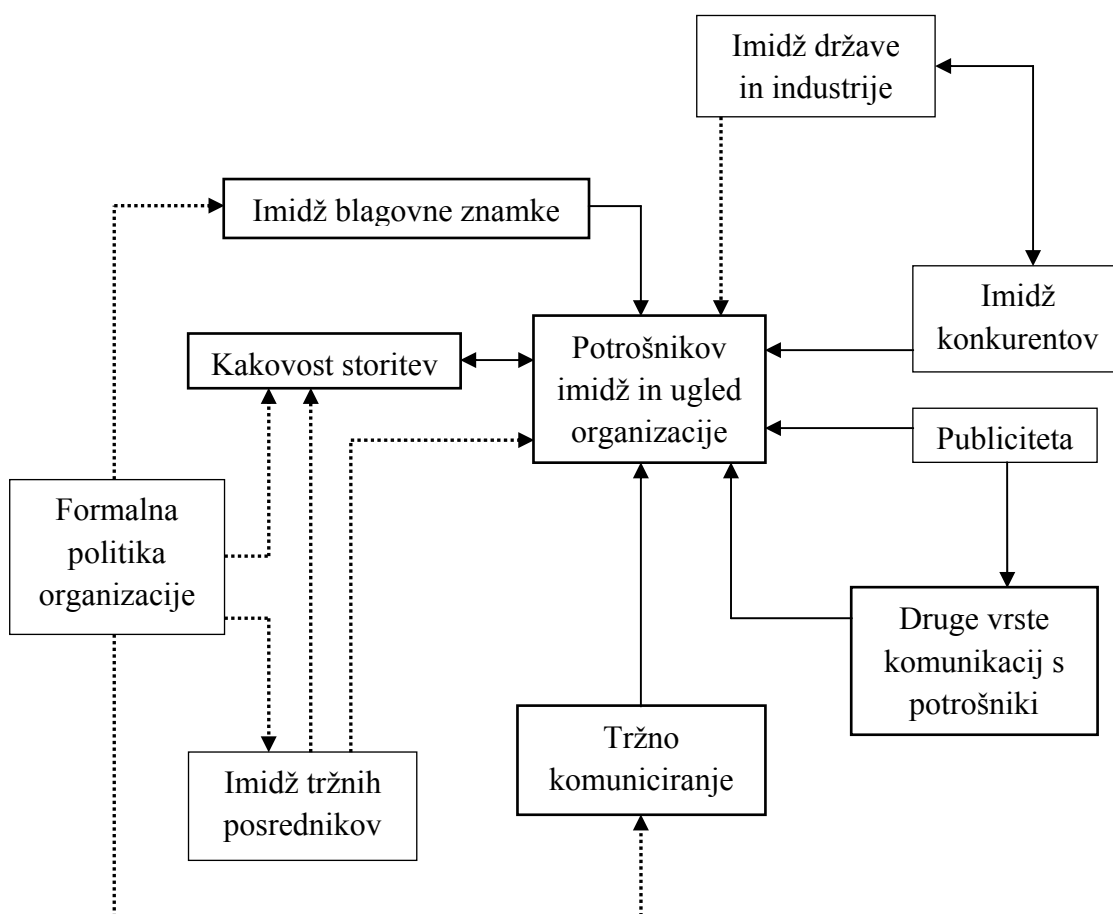 Imidž države
in industrije
Imidž blagovne znamke
Imidž
konkurentov
Kakovost storitev
Potrošnikov
imidž in ugled
organizacije
Publiciteta
Formalna
politika
organizacije
Druge vrste
komunikacij s
potrošniki
Tržno
komuniciranje
Imidž tržnih
posrednikov